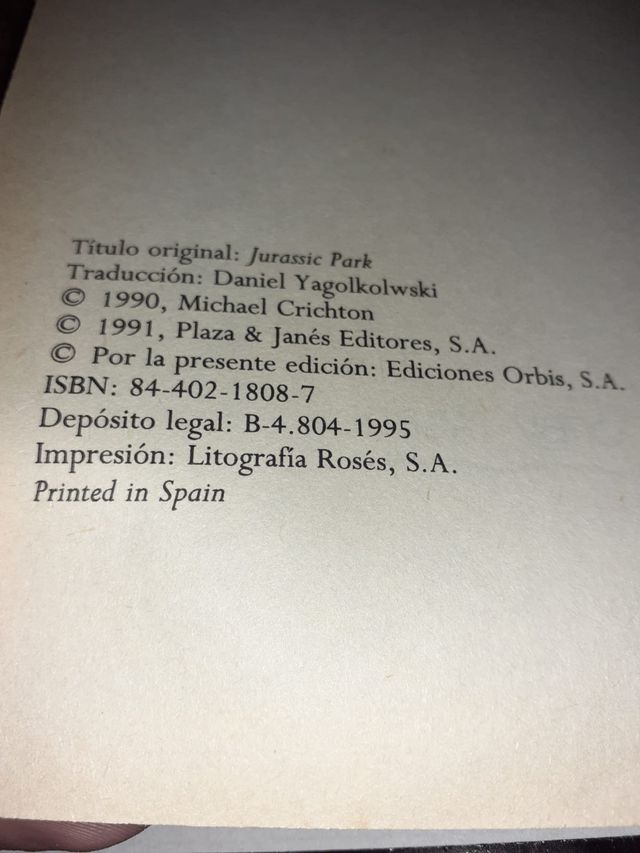 Título original: Jurassic Park
Traducción: Daniel Yagolkolwski
© 1990, Michael Crichton
© 1991, Plaza & Janés Editores, S.A.
© Por la presente edición: Ediciones Orbis, S.A.
ISBN: 84-402-1808-7
Depósito legal: B-4.804-1995
Impresión: Litografía Rosés, S.A.
Printed in Spain